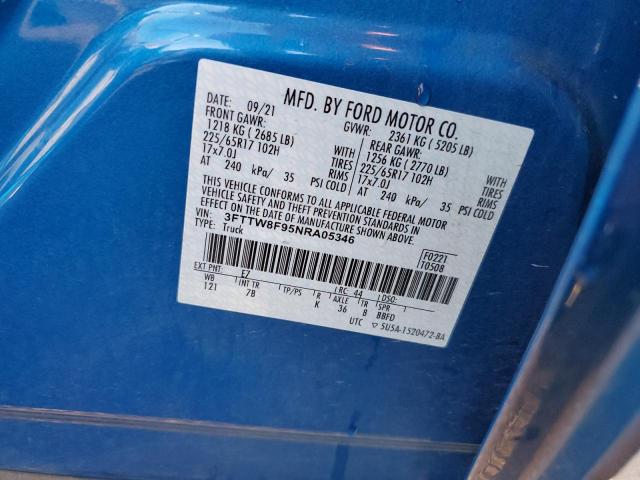 MFD. BY FORD MOTOR CO.
DATE: 09/21 GVWR: 2361 KG ( 5205 LB)
FRONT GAWR: REAR GAWR:
1218 KG ( 2685 LB) WITH 1256 KG ( 2770 LB) WITH
225/65R17 102H TIRES 225/65R17 102H TIRES
17x7.0J RIMS 17x7.0J RIMS
AT 240 kPa/ 35 PSI COLD AT 240 kPa/ 35 PSI COLD
THIS VEHICLE CONFORMS TO ALL APPLICABLE FEDERAL MOTOR
VEHICLE SAFETY AND THEFT PREVENTION STANDARDS IN
EFFECT ON THE DATE OF MANUFACTURE SHOWN ABOVE.
VIN: 3FTTW8F95NRA05346
TYPE: Truck
F0221
T0508
EXT PNT: E7 RC: 44 DSO:
WB INT TR TP/PS R AXLE TR SPR
121 7B K 36 8 BBFD
UTC ▽ 5U5A-1520472-BA